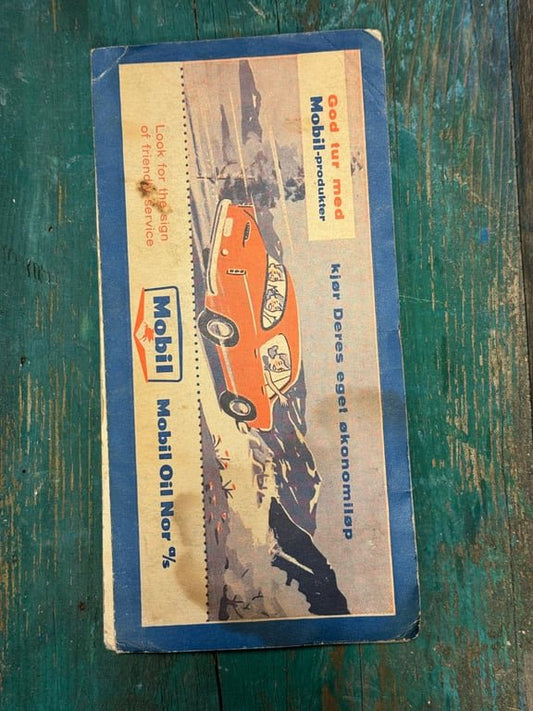 God tur med
Mobil-produkter
kjør Deres eget økonomiløp
Look for the sign
of friendly service
Mobil
Mobil Oil Nor a/s